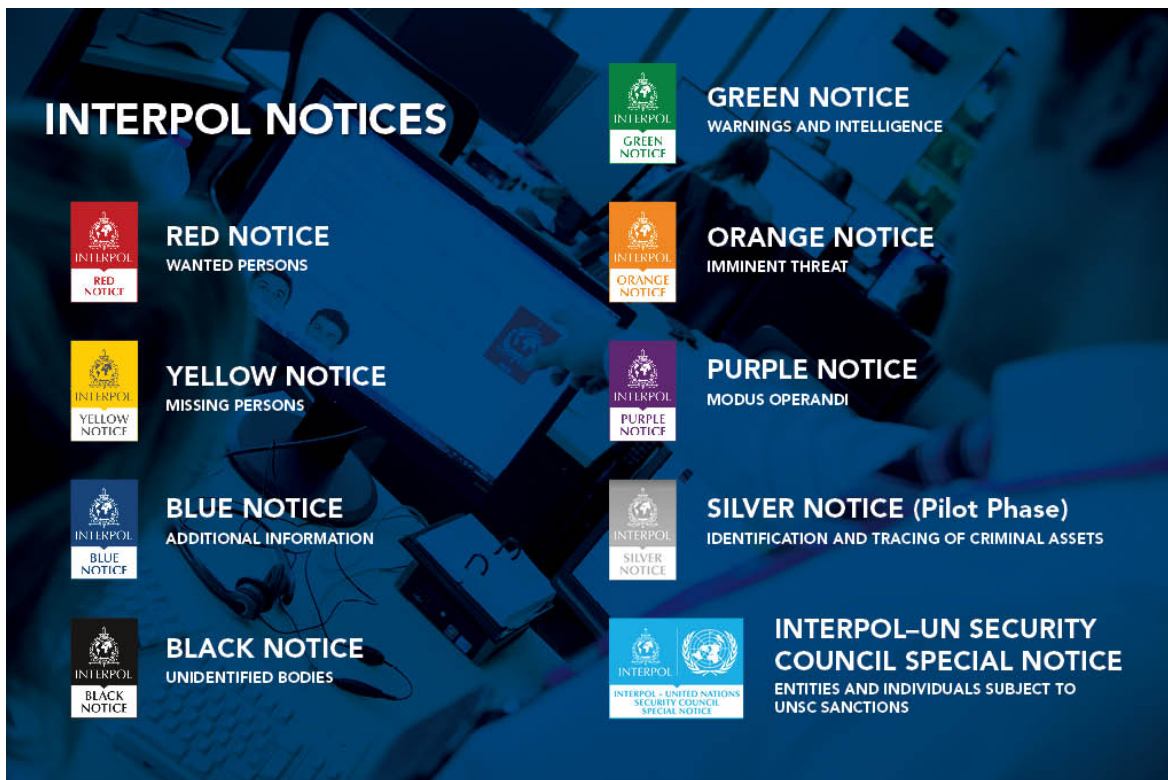 INTERPOL NOTICES
INTERPOL
RED
NOTICE
RED NOTICE
WANTED PERSONS
INTERPOL
YELLOW
NOTICE
YELLOW NOTICE
MISSING PERSONS
INTERPOL
BLUE
NOTICE
BLUE NOTICE
ADDITIONAL INFORMATION
INTERPOL
BLACK
NOTICE
BLACK NOTICE
UNIDENTIFIED BODIES
INTERPOL
GREEN
NOTICE
GREEN NOTICE
WARNINGS AND INTELLIGENCE
INTERPOL
ORANGE
NOTICE
ORANGE NOTICE
IMMINENT THREAT
INTERPOL
PURPLE
NOTICE
PURPLE NOTICE
MODUS OPERANDI
INTERPOL
SILVER
NOTICE
SILVER NOTICE (Pilot Phase)
IDENTIFICATION AND TRACING OF CRIMINAL ASSETS
INTERPOL
INTERPOL - UNITED NATIONS
SECURITY COUNCIL
SPECIAL NOTICE
INTERPOL–UN SECURITY
COUNCIL SPECIAL NOTICE
ENTITIES AND INDIVIDUALS SUBJECT TO
UNSC SANCTIONS